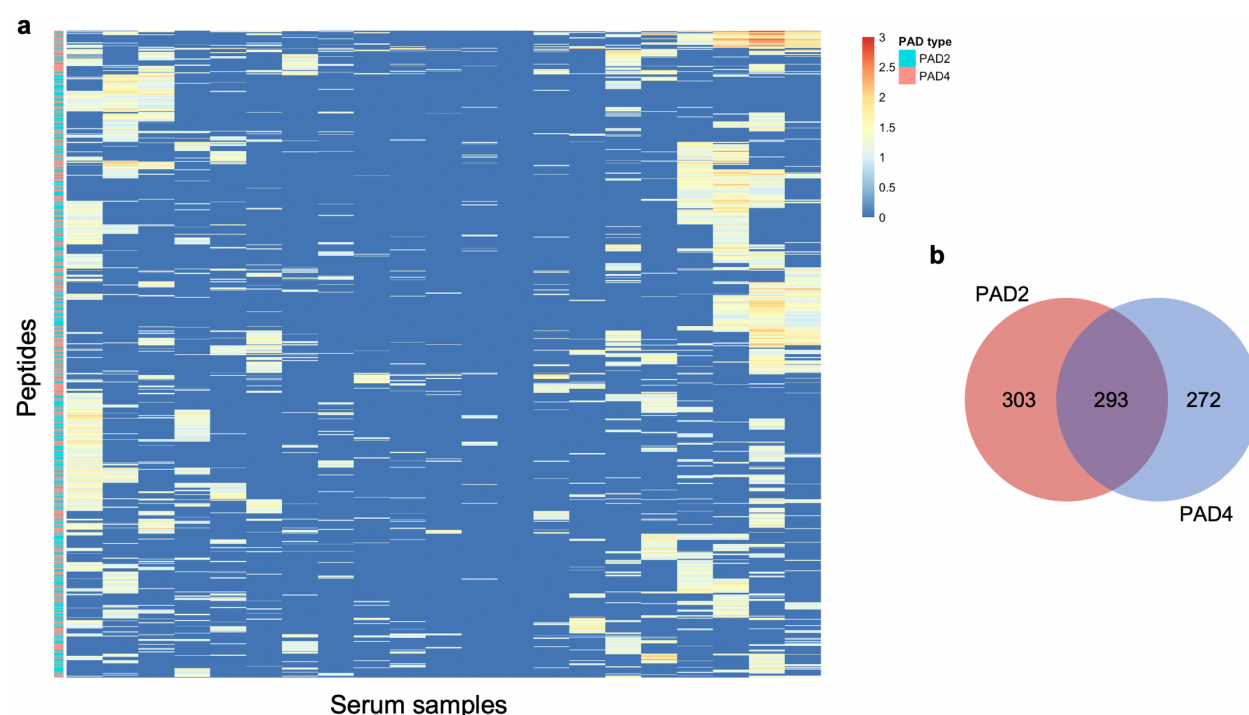 a
Peptides
Serum samples
3
2.5
2
1.5
1
0.5
0
PAD type
PAD2
PAD4
b
PAD2
303
293
272
PAD4